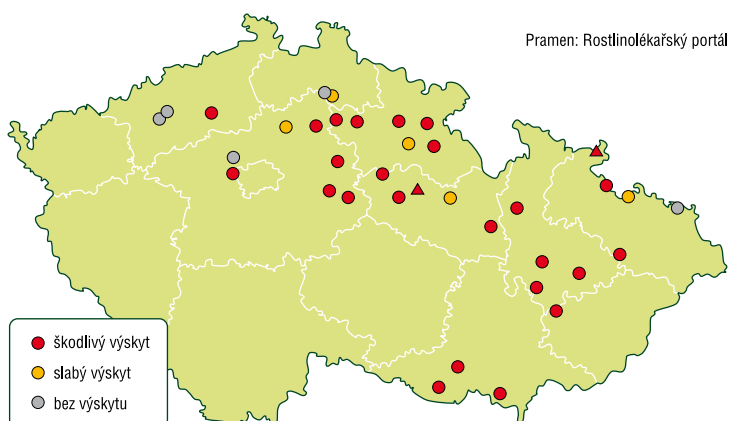 Pramen: Rostlinolékařský portál
škodlivý výskyt
slabý výskyt
bez výskytu